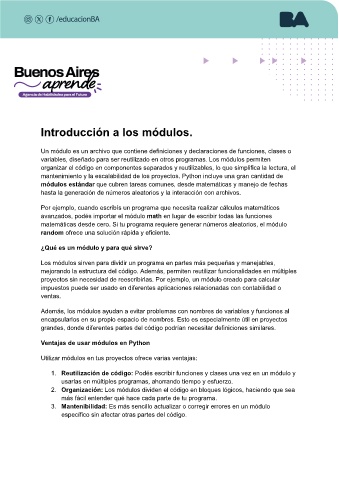 /educacionBA
BA
Buenos Aires
aprende
Agencia de Habilidades para el Futuro
Introducción a los módulos.
Un módulo es un archivo que contiene definiciones y declaraciones de funciones, clases o
variables, diseñado para ser reutilizado en otros programas. Los módulos permiten
organizar el código en componentes separados y reutilizables, lo que simplifica la lectura, el
mantenimiento y la escalabilidad de los proyectos. Python incluye una gran cantidad de
módulos estándar que cubren tareas comunes, desde matemáticas y manejo de fechas
hasta la generación de números aleatorios y la interacción con archivos.
Por ejemplo, cuando escribís un programa que necesita realizar cálculos matemáticos
avanzados, podés importar el módulo math en lugar de escribir todas las funciones
matemáticas desde cero. Si tu programa requiere generar números aleatorios, el módulo
random ofrece una solución rápida y eficiente.
¿Qué es un módulo y para qué sirve?
Los módulos sirven para dividir un programa en partes más pequeñas y manejables,
mejorando la estructura del código. Además, permiten reutilizar funcionalidades en múltiples
proyectos sin necesidad de reescribirlas. Por ejemplo, un módulo creado para calcular
impuestos puede ser usado en diferentes aplicaciones relacionadas con contabilidad o
ventas.
Además, los módulos ayudan a evitar problemas con nombres de variables y funciones al
encapsularlos en su propio espacio de nombres. Esto es especialmente útil en proyectos
grandes, donde diferentes partes del código podrían necesitar definiciones similares.
Ventajas de usar módulos en Python
Utilizar módulos en tus proyectos ofrece varias ventajas:
1. Reutilización de código: Podés escribir funciones y clases una vez en un módulo y
usarlas en múltiples programas, ahorrando tiempo y esfuerzo.
2. Organización: Los módulos dividen el código en bloques lógicos, haciendo que sea
más fácil entender qué hace cada parte de tu programa.
3. Mantenibilidad: Es más sencillo actualizar o corregir errores en un módulo
específico sin afectar otras partes del código.